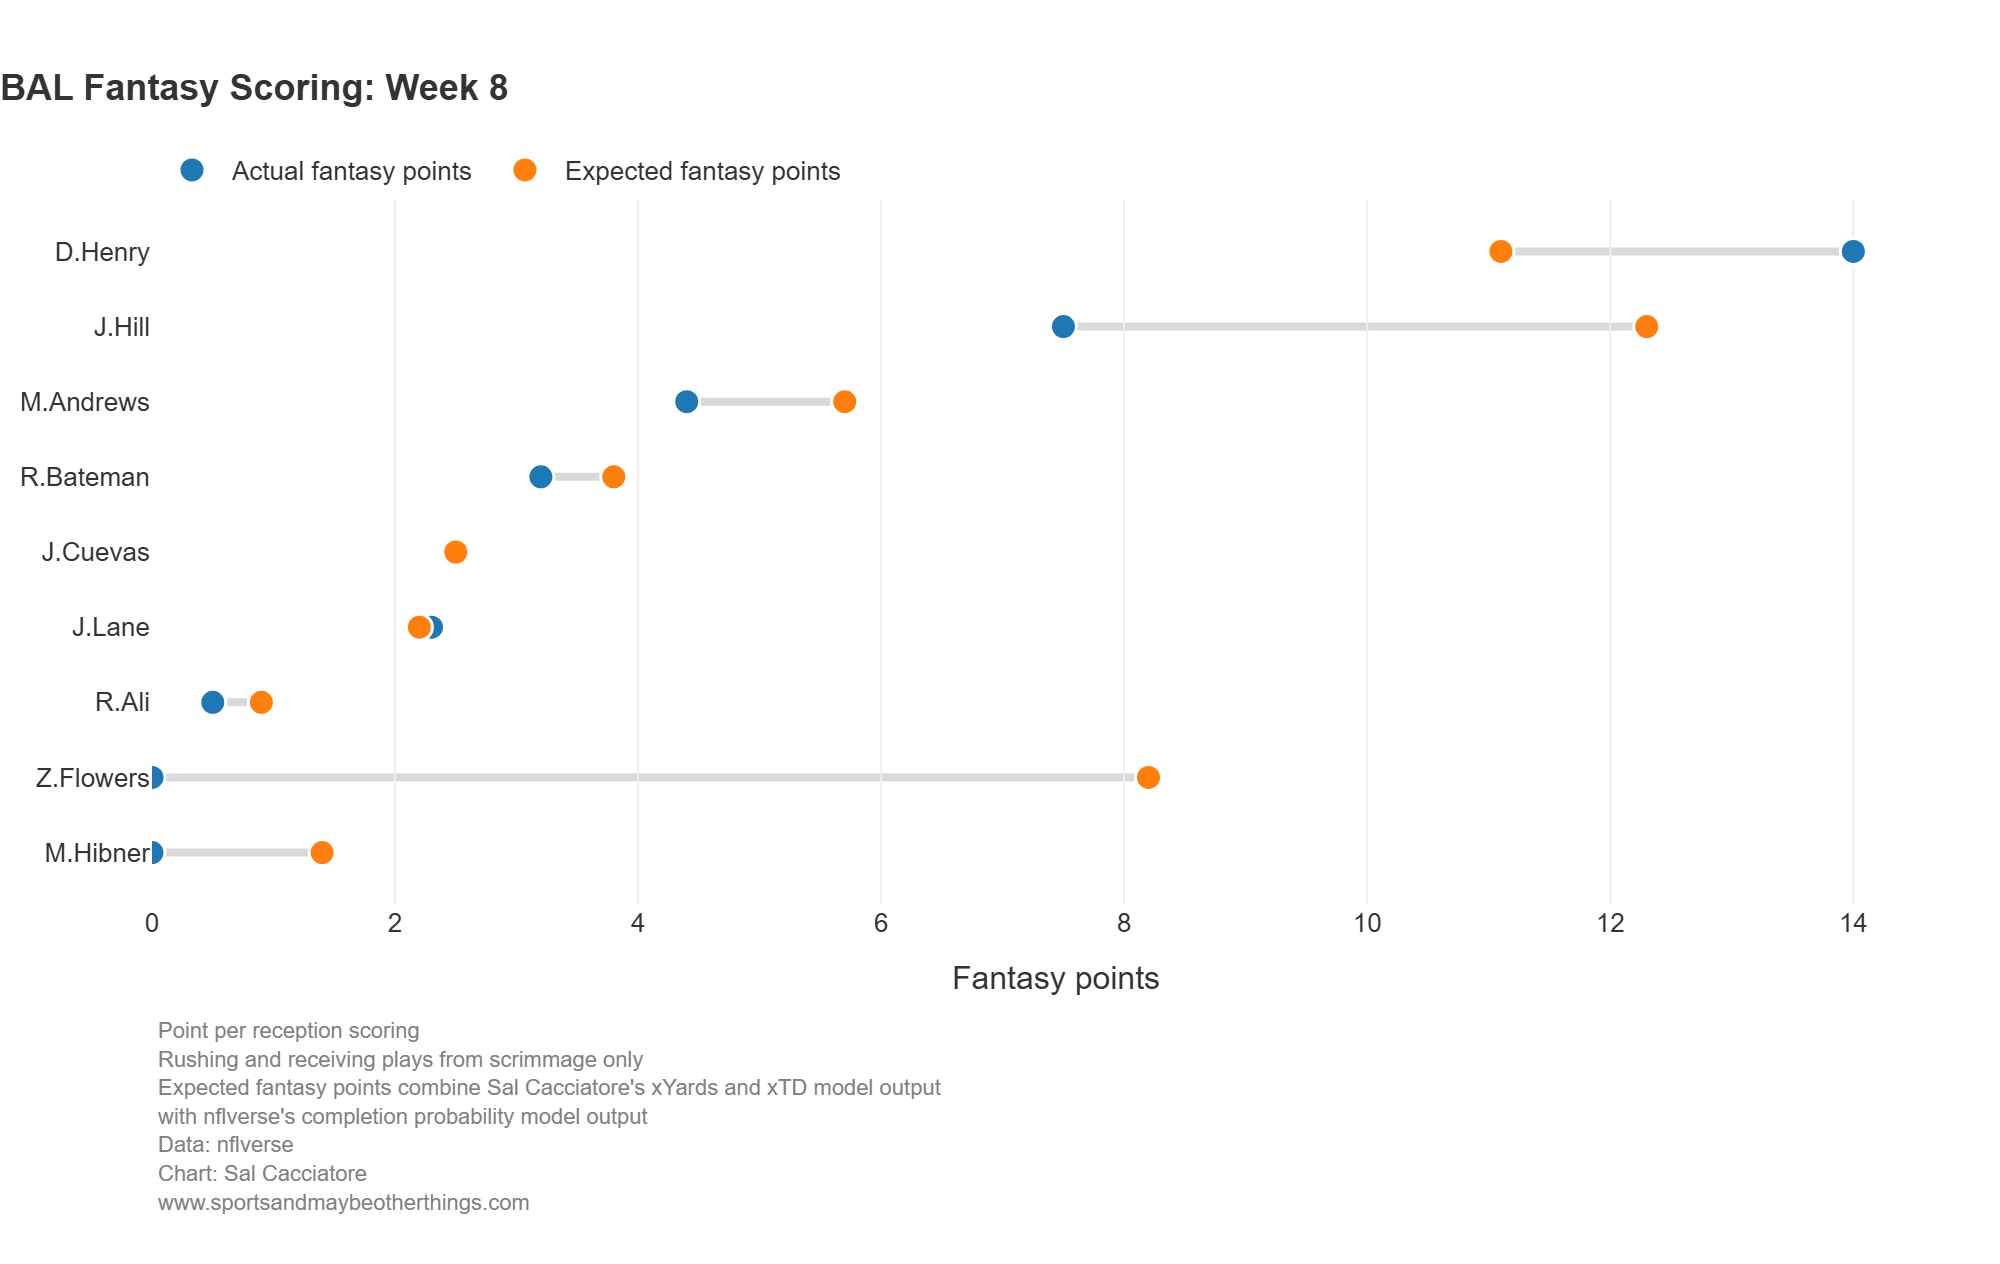 BAL Fantasy Scoring: Week 8
Actual fantasy points
Expected fantasy points
D.Henry
J.Hill
M.Andrews
R.Bateman
J.Cuevas
J.Lane
R.Ali
Z.Flowers
M.Hibner
0 2 4 6 8 10 12 14
Fantasy points
Point per reception scoring
Rushing and receiving plays from scrimmage only
Expected fantasy points combine Sal Cacciatore's xYards and xTD model output
with nflverse's completion probability model output
Data: nflverse
Chart: Sal Cacciatore
www.sportsandmaybeotherthings.com